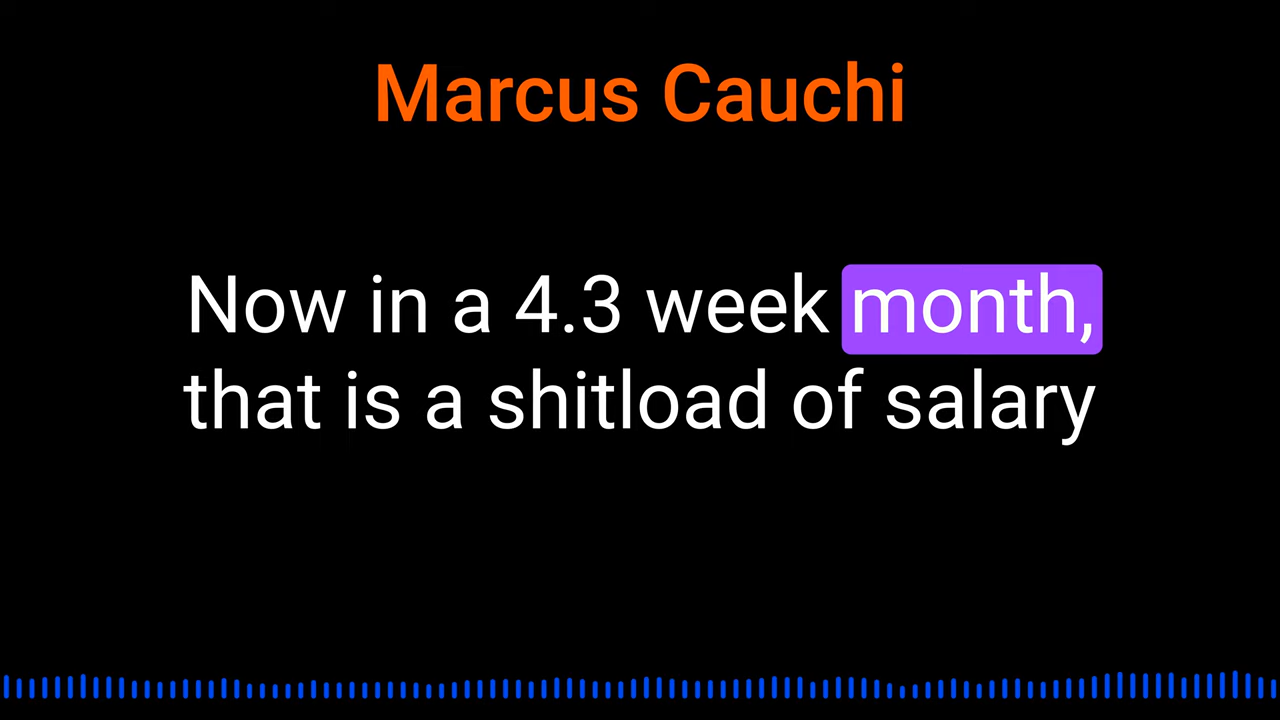 Marcus Cauchi
Now in a 4.3 week month,
that is a shitload of salary